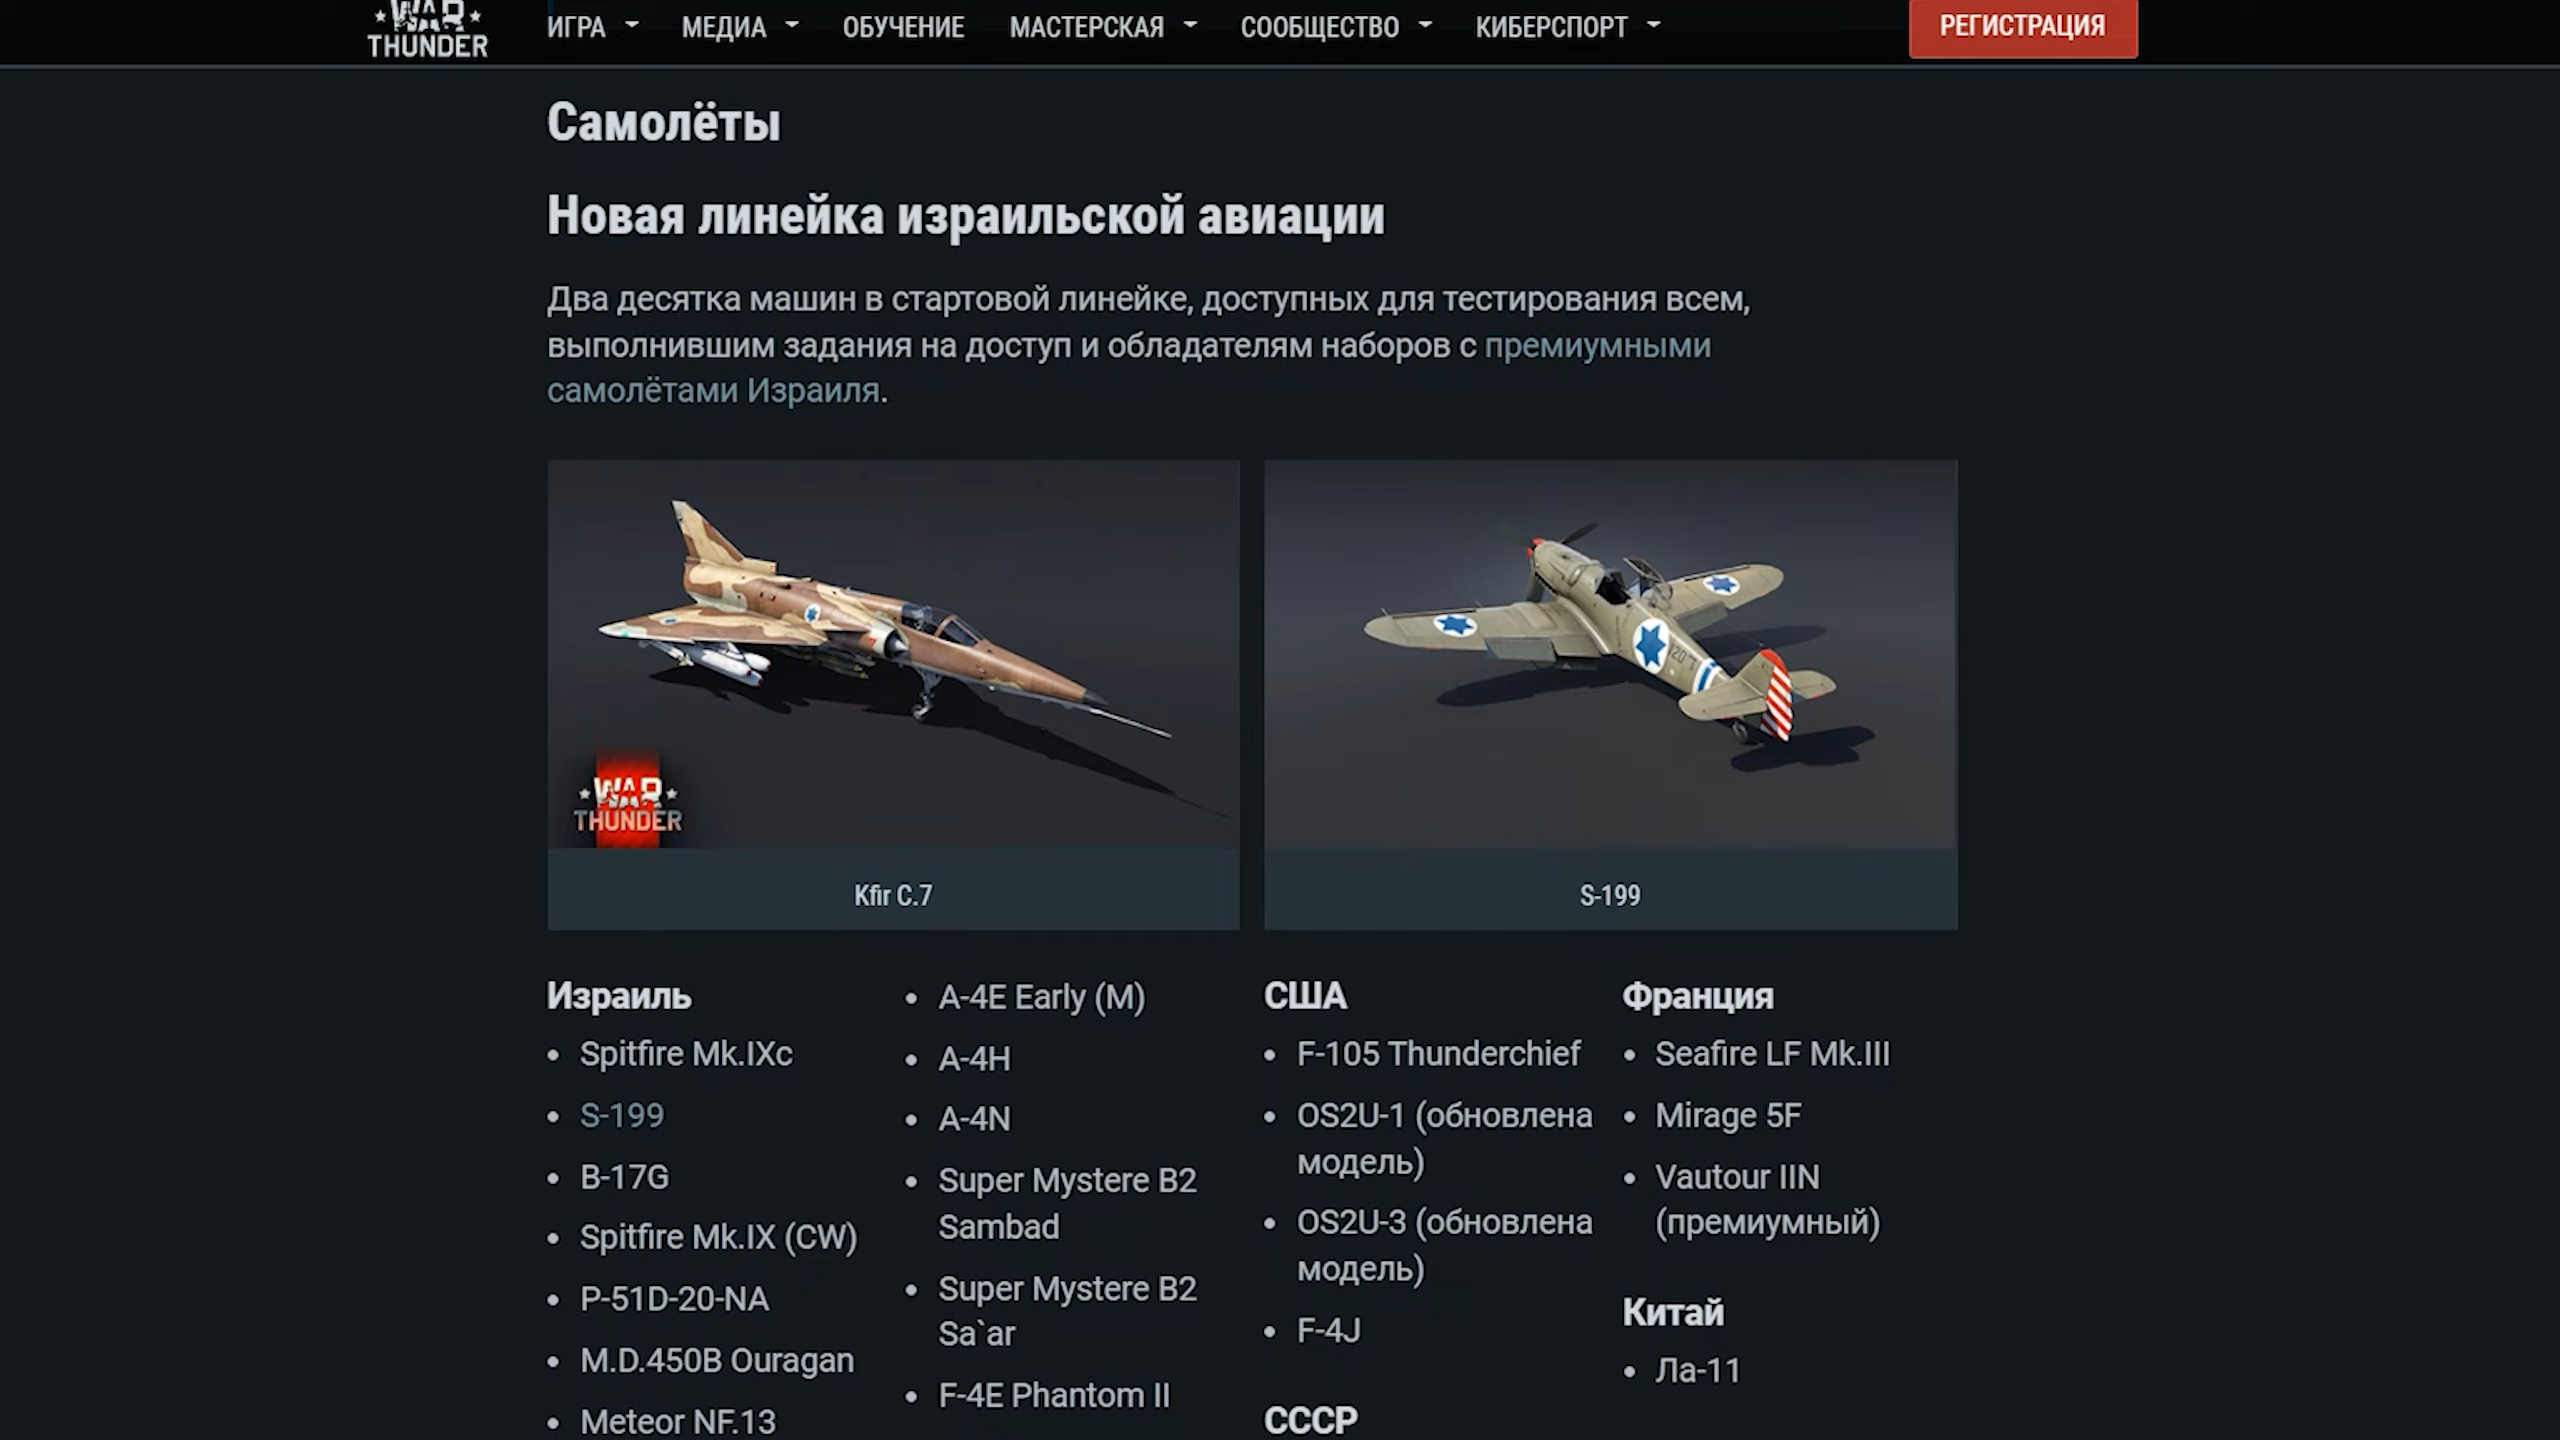 WAR
THUNDER
ИГРА
МЕДИА
ОБУЧЕНИЕ
МАСТЕРСКАЯ
СООБЩЕСТВО
КИБЕРСПОРТ
РЕГИСТРАЦИЯ
Самолёты
Новая линейка израильской авиации
Два десятка машин в стартовой линейке, доступных для тестирования всем,
выполнившим задания на доступ и обладателям наборов с премиумными
самолётами Израиля.
WAR
THUNDER
Kfir C.7
S-199
Израиль
• Spitfire Mk.IXc
• S-199
• B-17G
• Spitfire Mk.IX (CW)
• P-51D-20-NA
• M.D.450B Ouragan
• Meteor NF.13
• A-4E Early (M)
• A-4H
• A-4N
• Super Mystere B2
Sambad
• Super Mystere B2
Sa`ar
• F-4E Phantom II
США
• F-105 Thunderchief
• OS2U-1 (обновлена
модель)
• OS2U-3 (обновлена
модель)
• F-4J
СССР
Франция
• Seafire LF Mk.III
• Mirage 5F
• Vautour IIN
(премиумный)
Китай
• Ла-11